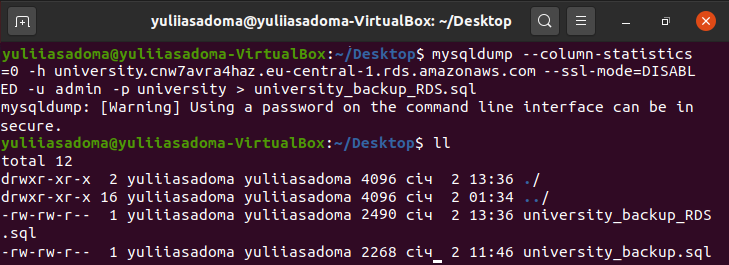 yuliiasadoma@yuliiasadoma-VirtualBox: ~/Desktop
yuliiasadoma@yuliiasadoma-VirtualBox:~/Desktop$ mysqldump --column-statistics
=0 -h university.cnw7avra4haz.eu-central-1.rds.amazonaws.com --ssl-mode=DISABL
ED -u admin -p university > university_backup_RDS.sql
mysqldump: [Warning] Using a password on the command line interface can be in
secure.
yuliiasadoma@yuliiasadoma-VirtualBox:~/Desktop$ ll
total 12
drwxr-xr-x  2 yuliiasadoma yuliiasadoma 4096 січ  2 13:36 ./
drwxr-xr-x 16 yuliiasadoma yuliiasadoma 4096 січ  2 01:34 ../
-rw-rw-r--  1 yuliiasadoma yuliiasadoma 2490 січ  2 13:36 university_backup_RDS
.sql
-rw-rw-r--  1 yuliiasadoma yuliiasadoma 2268 січ  2 11:46 university_backup.sql